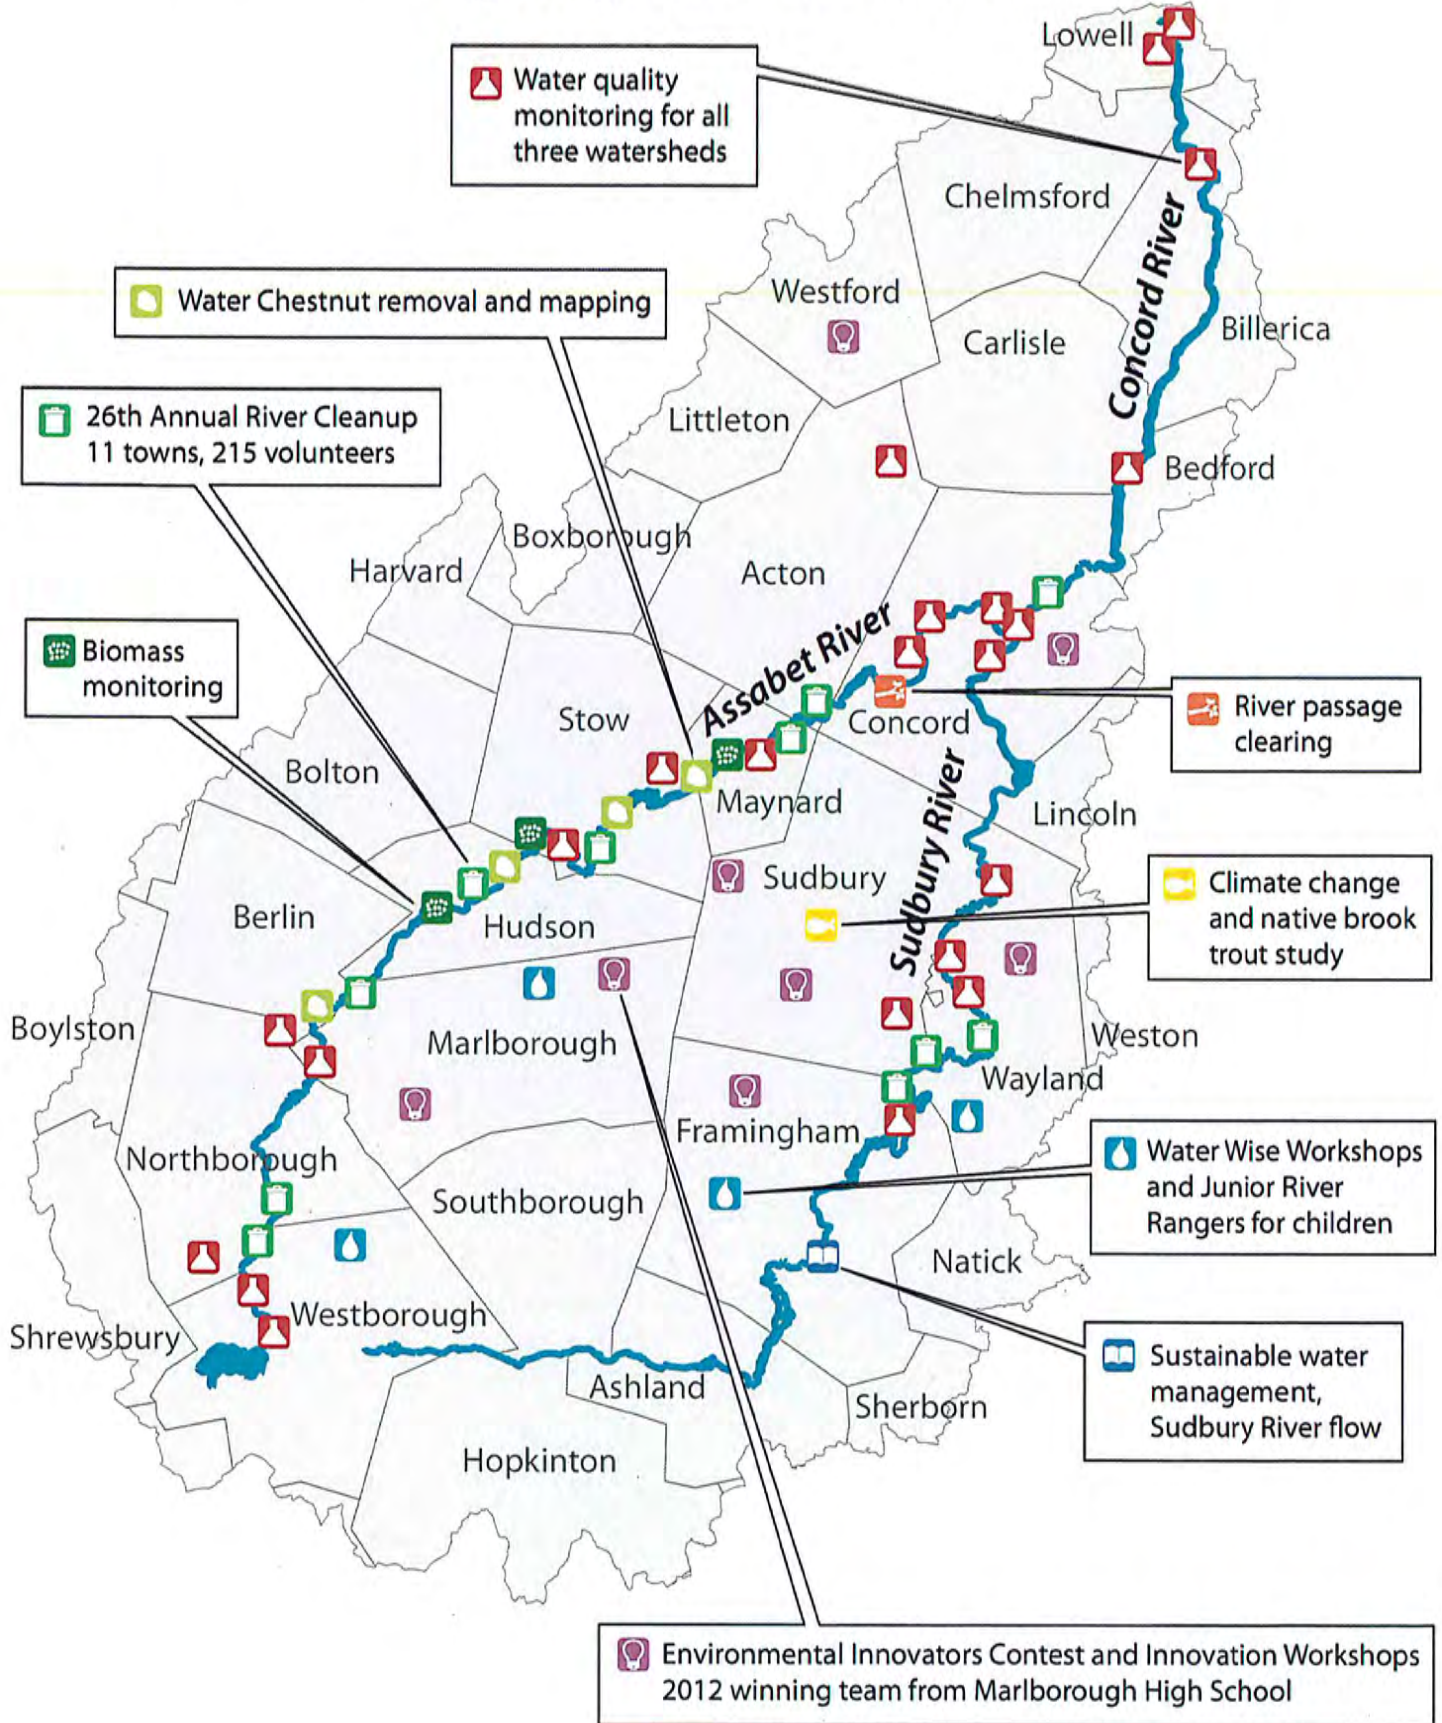 Lowell
Water quality
monitoring for all
three watersheds
Chelmsford
Concord River
Westford
Water Chestnut removal and mapping
Carlisle
Billerica
26th Annual River Cleanup
11 towns, 215 volunteers
Littleton
Bedford
Boxborough
Harvard
Acton
Assabet River
Biomass
monitoring
Stow
Concord
River passage
clearing
Bolton
Maynard
Lincoln
Sudbury River
Sudbury
Climate change
and native brook
trout study
Berlin
Hudson
Boylston
Marlborough
Weston
Wayland
Framingham
Northborough
Water Wise Workshops
and Junior River
Rangers for children
Southborough
Natick
Westborough
Shrewsbury
Sustainable water
management,
Sudbury River flow
Ashland
Sherborn
Hopkinton
Environmental Innovators Contest and Innovation Workshops
2012 winning team from Marlborough High School